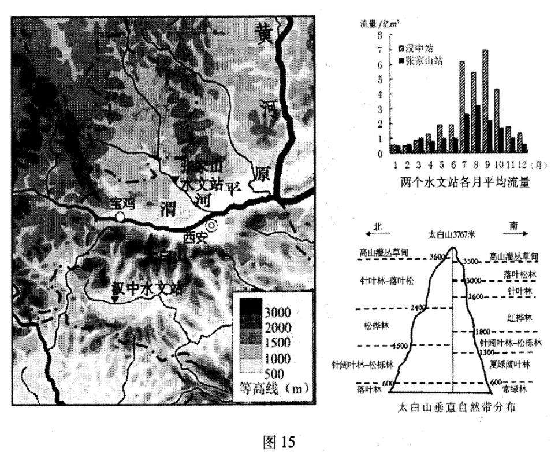 黄
河
张家山
水文站
平
原
宝鸡
渭
河
西安
汉中水文站
3000
2000
1500
1000
500
等高线(m)
流量/亿m³
汉中站
张家山站
8
7
6
5
4
3
2
1
0
1 2 3 4 5 6 7 8 9 10 11 12 (月)
两个水文站各月平均流量
北
太白山3767米
南
高山灌丛草甸
3600
3500
高山灌丛草甸
落叶松林
针叶林-落叶松
3000
针叶林
2600
2400
红桦林
松栎林
1800
针阔叶林-松栎林
1500
1300
针阔叶林-松栎林
夏绿阔叶林
600
600
落叶林
常绿林
太白山垂直自然带分布
图 15